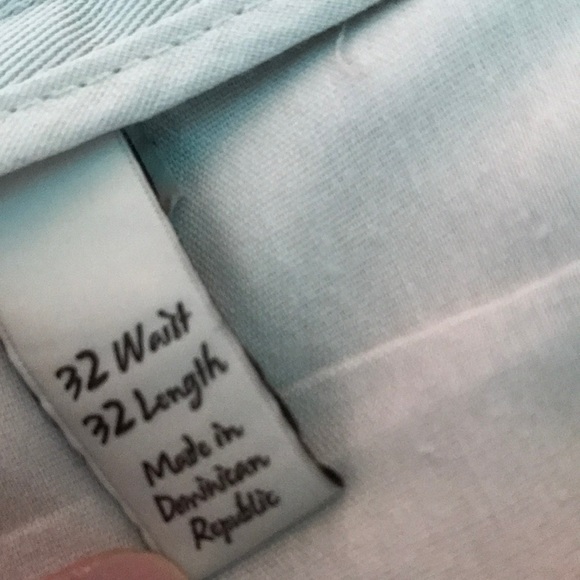 32 Waist
32 Length
Made in
Dominican
Republic